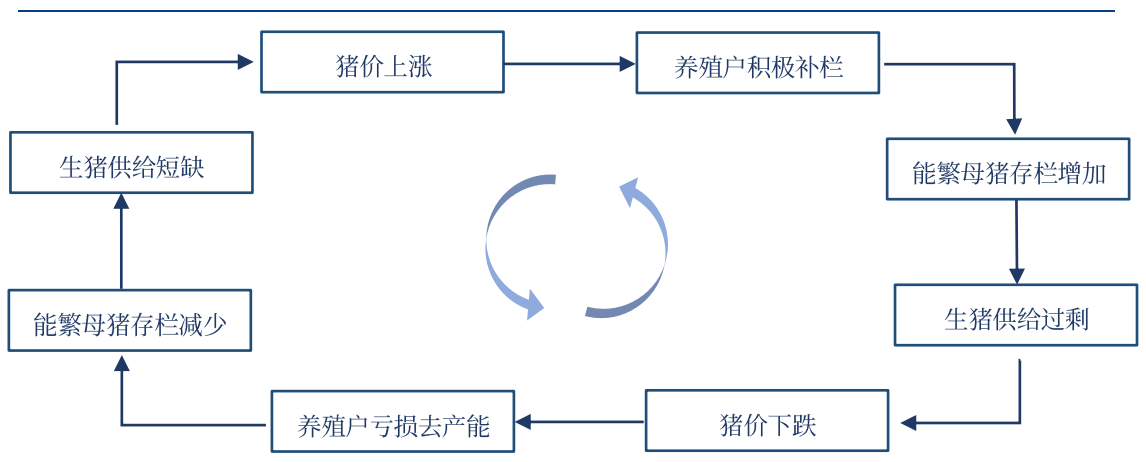 猪价上涨
养殖户积极补栏
能繁母猪存栏增加
生猪供给过剩
猪价下跌
养殖户亏损去产能
能繁母猪存栏减少
生猪供给短缺